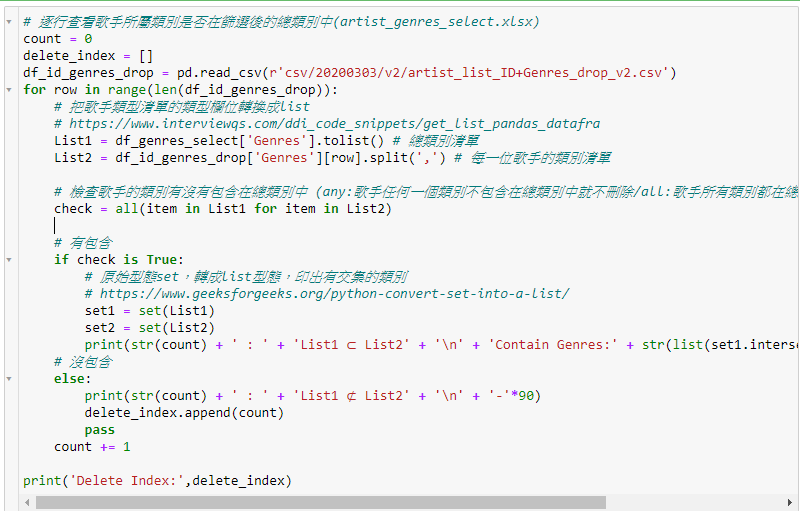 # 逐行查看歌手所屬類別是否在篩選後的總類別中(artist_genres_select.xlsx)
count = 0
delete_index = []
df_id_genres_drop = pd.read_csv(r'csv/20200303/v2/artist_list_ID+Genres_drop_v2.csv')
for row in range(len(df_id_genres_drop)):
    # 把歌手類型清單的類型欄位轉換成list
    # https://www.interviewqs.com/ddi_code_snippets/get_list_pandas_datafra
    List1 = df_genres_select['Genres'].tolist() # 總類別清單
    List2 = df_id_genres_drop['Genres'][row].split(',') # 每一位歌手的類別清單
    # 檢查歌手的類別有沒有包含在總類別中 (any:歌手任何一個類別不包含在總類別中就不刪除/all:歌手所有類別都在總
    check = all(item in List1 for item in List2)
    # 有包含
    if check is True:
        # 原始型態set，轉成list型態，印出有交集的類別
        # https://www.geeksforgeeks.org/python-convert-set-into-a-list/
        set1 = set(List1)
        set2 = set(List2)
        print(str(count) + ' : ' + 'List1 ⊂ List2' + '\n' + 'Contain Genres:' + str(list(set1.interse
    # 沒包含
    else:
        print(str(count) + ' : ' + 'List1 ⊄ List2' + '\n' + '-'*90)
        delete_index.append(count)
        pass
    count += 1
print('Delete Index:',delete_index)